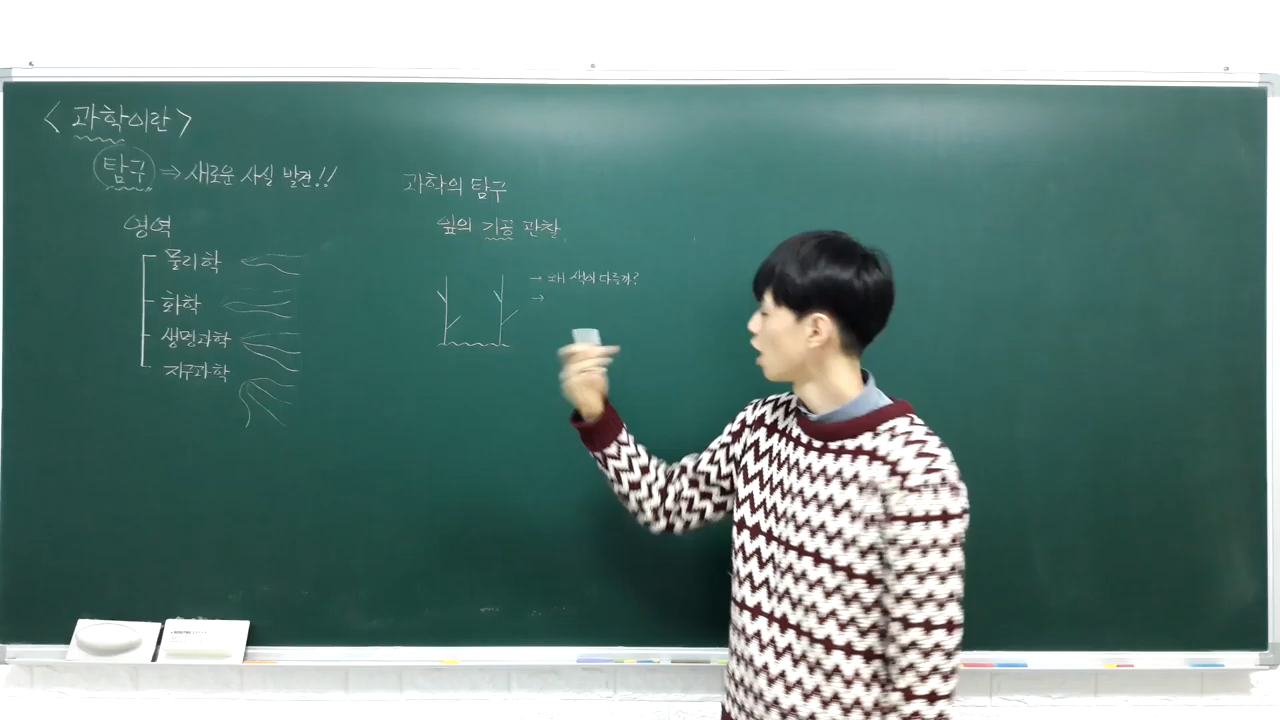 < 과학이란 >
탐구 ⇒ 새로운 사실 발견!!
영역
물리학
화학
생명과학
지구과학
과학의 탐구
잎의 기공 관찰
→ 왜 색이 다를까?
→